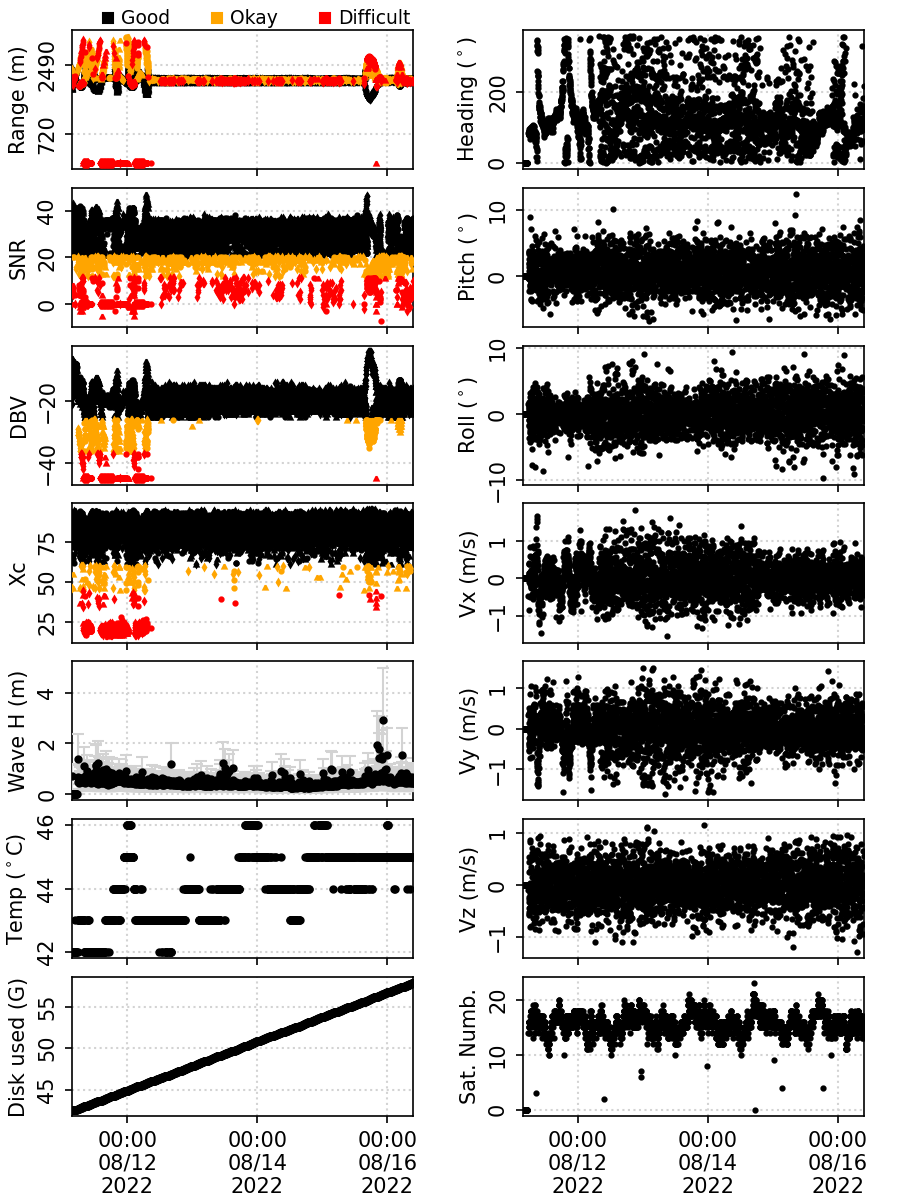 Good Okay Difficult
Range (m)
2490
720
Heading (°)
200
0
SNR
40
20
0
Pitch (°)
10
0
DBV
−20
−40
Roll (°)
10
0
−10
Xc
75
50
25
Vx (m/s)
1
0
−1
Wave H (m)
4
2
0
Vy (m/s)
1
0
−1
Temp (°C)
46
44
42
Vz (m/s)
1
0
−1
Disk used (G)
55
50
45
Sat. Numb.
20
10
0
00:00 00:00 00:00
08/12 08/14 08/16
2022 2022 2022
00:00 00:00 00:00
08/12 08/14 08/16
2022 2022 2022